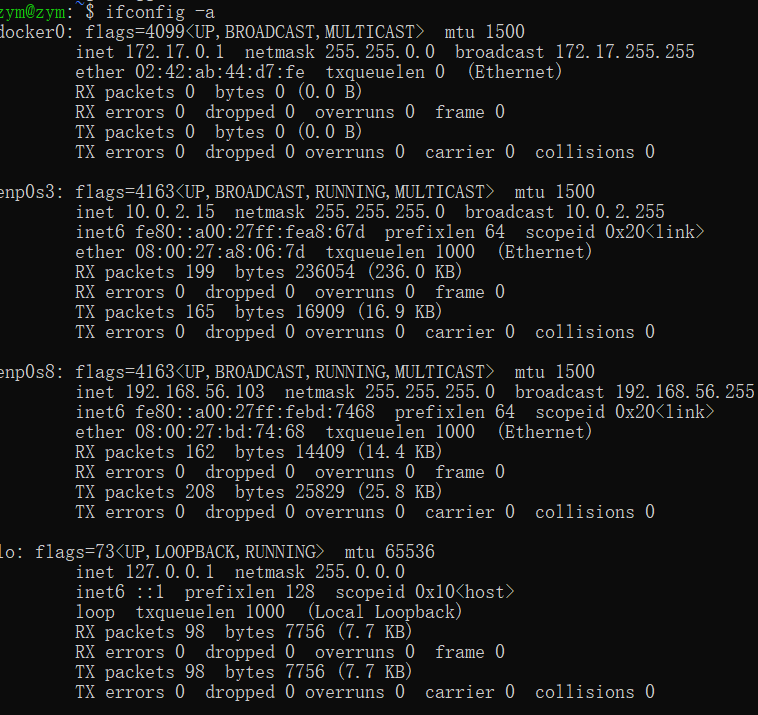 zym@zym:~$ ifconfig -a
docker0: flags=4099<UP,BROADCAST,MULTICAST>  mtu 1500
        inet 172.17.0.1  netmask 255.255.0.0  broadcast 172.17.255.255
        ether 02:42:ab:44:d7:fe  txqueuelen 0  (Ethernet)
        RX packets 0  bytes 0 (0.0 B)
        RX errors 0  dropped 0  overruns 0  frame 0
        TX packets 0  bytes 0 (0.0 B)
        TX errors 0  dropped 0 overruns 0  carrier 0  collisions 0

enp0s3: flags=4163<UP,BROADCAST,RUNNING,MULTICAST>  mtu 1500
        inet 10.0.2.15  netmask 255.255.255.0  broadcast 10.0.2.255
        inet6 fe80::a00:27ff:fea8:67d  prefixlen 64  scopeid 0x20<link>
        ether 08:00:27:a8:06:7d  txqueuelen 1000  (Ethernet)
        RX packets 199  bytes 236054 (236.0 KB)
        RX errors 0  dropped 0  overruns 0  frame 0
        TX packets 165  bytes 16909 (16.9 KB)
        TX errors 0  dropped 0 overruns 0  carrier 0  collisions 0

enp0s8: flags=4163<UP,BROADCAST,RUNNING,MULTICAST>  mtu 1500
        inet 192.168.56.103  netmask 255.255.255.0  broadcast 192.168.56.255
        inet6 fe80::a00:27ff:febd:7468  prefixlen 64  scopeid 0x20<link>
        ether 08:00:27:bd:74:68  txqueuelen 1000  (Ethernet)
        RX packets 162  bytes 14409 (14.4 KB)
        RX errors 0  dropped 0  overruns 0  frame 0
        TX packets 208  bytes 25829 (25.8 KB)
        TX errors 0  dropped 0 overruns 0  carrier 0  collisions 0

lo: flags=73<UP,LOOPBACK,RUNNING>  mtu 65536
        inet 127.0.0.1  netmask 255.0.0.0
        inet6 ::1  prefixlen 128  scopeid 0x10<host>
        loop  txqueuelen 1000  (Local Loopback)
        RX packets 98  bytes 7756 (7.7 KB)
        RX errors 0  dropped 0  overruns 0  frame 0
        TX packets 98  bytes 7756 (7.7 KB)
        TX errors 0  dropped 0 overruns 0  carrier 0  collisions 0